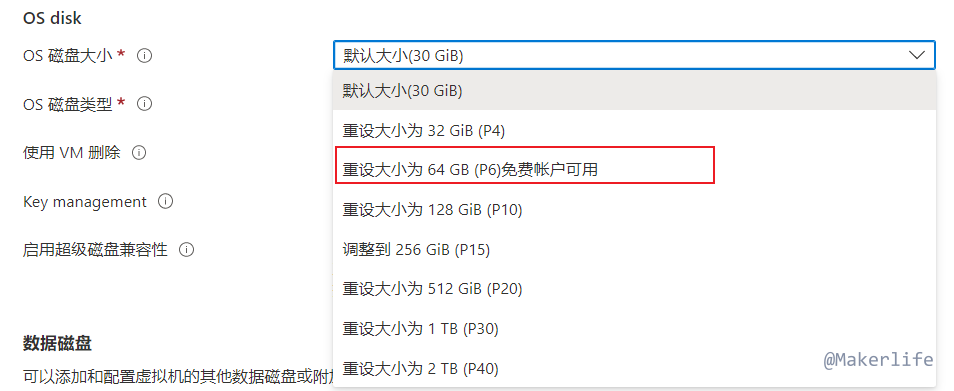 OS disk
OS 磁盘大小 *
默认大小(30 GiB)
默认大小(30 GiB)
OS 磁盘类型 *
重设大小为 32 GiB (P4)
使用 VM 删除
重设大小为 64 GB (P6)免费帐户可用
Key management
重设大小为 128 GiB (P10)
启用超级磁盘兼容性
调整到 256 GiB (P15)
重设大小为 512 GiB (P20)
重设大小为 1 TB (P30)
数据磁盘
重设大小为 2 TB (P40)
可以添加和配置虚拟机的其他数据磁盘或附
@Makerlife